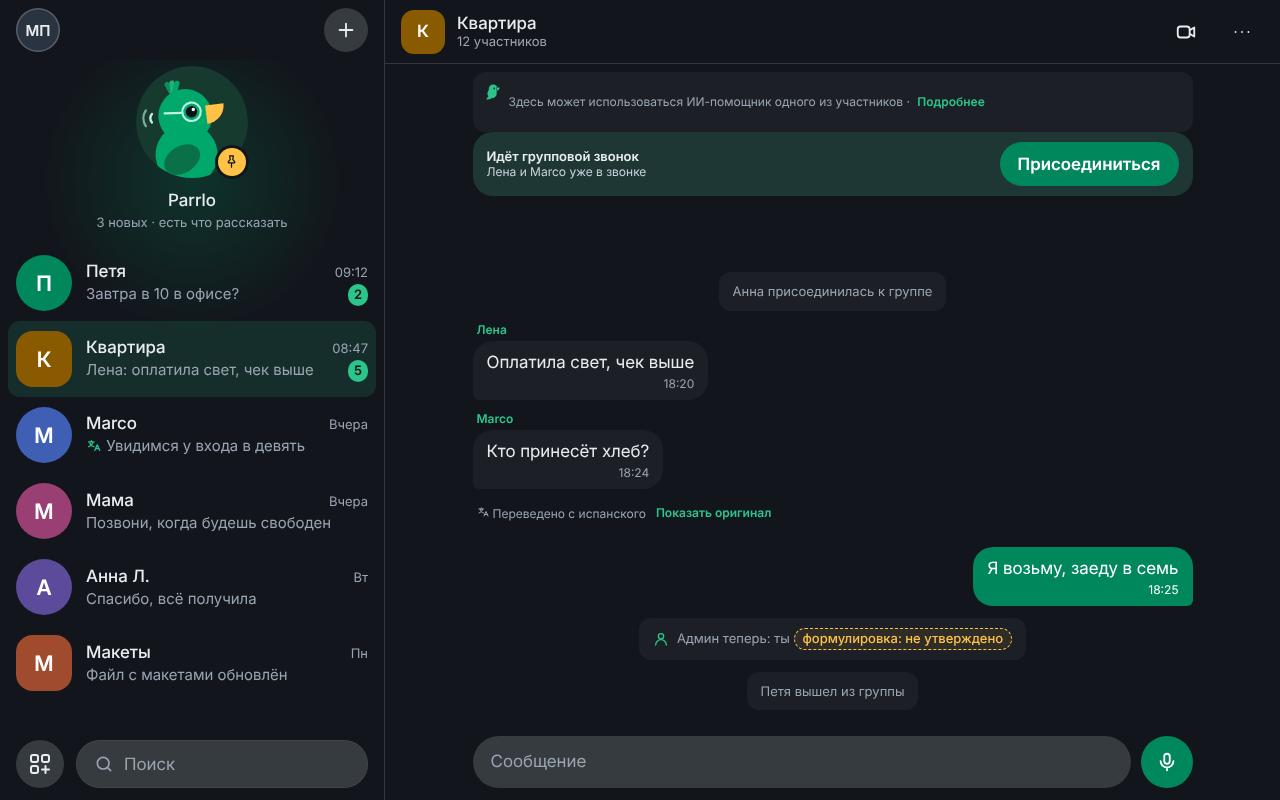 МП
Parrlo
3 новых · есть что рассказать
П
Петя
09:12
Завтра в 10 в офисе?
2
К
Квартира
08:47
Лена: оплатила свет, чек выше
5
M
Marco
Вчера
Увидимся у входа в девять
М
Мама
Вчера
Позвони, когда будешь свободен
А
Анна Л.
Вт
Спасибо, всё получила
М
Макеты
Пн
Файл с макетами обновлён
Поиск
К
Квартира
12 участников
Здесь может использоваться ИИ-помощник одного из участников · Подробнее
Идёт групповой звонок
Лена и Marco уже в звонке
Присоединиться
Анна присоединилась к группе
Лена
Оплатила свет, чек выше
18:20
Marco
Кто принесёт хлеб?
18:24
Переведено с испанского Показать оригинал
Я возьму, заеду в семь
18:25
Админ теперь: ты формулировка: не утверждено
Петя вышел из группы
Сообщение